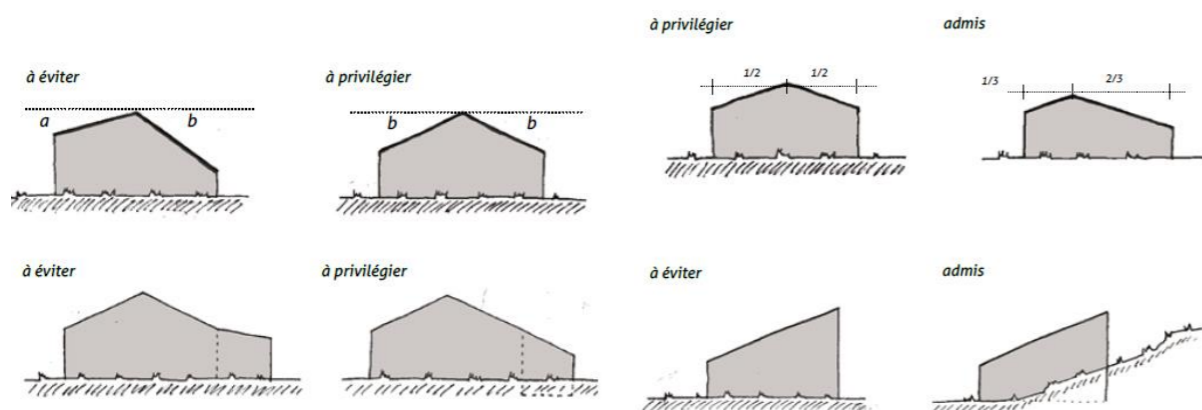 à privilégier
admis
à éviter
à privilégier
1/2
1/2
1/3
2/3
a
b
b
b
à éviter
à privilégier
à éviter
admis